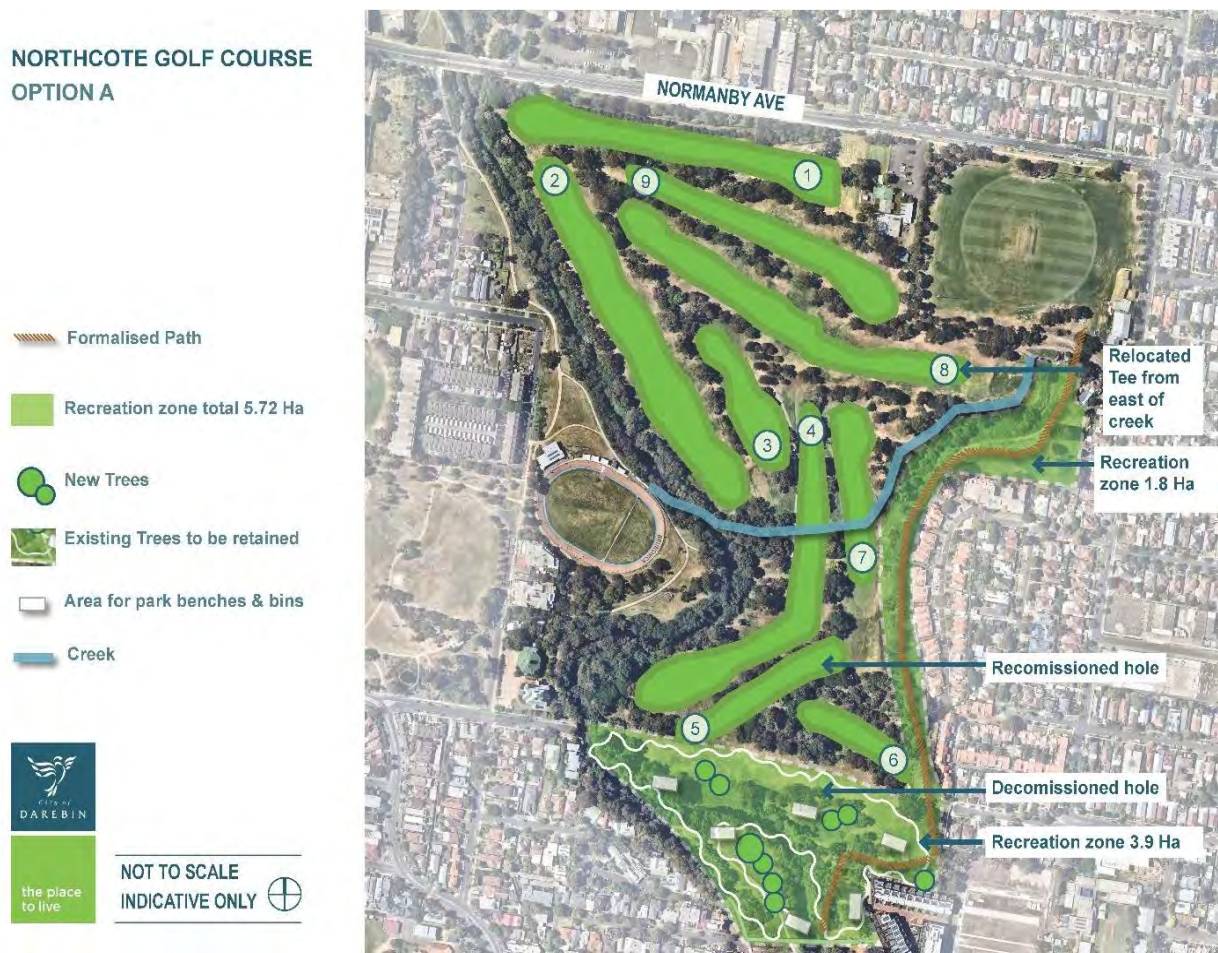 NORTHCOTE GOLF COURSE
OPTION A
Formalised Path
Recreation zone total 5.72 Ha
New Trees
Existing Trees to be retained
Area for park benches & bins
Creek
City of
DAREBIN
the place
to live
NOT TO SCALE
INDICATIVE ONLY
NORMANBY AVE
1
2
9
8
3
4
7
5
6
Relocated
Tee from
east of
creek
Recreation
zone 1.8 Ha
Recomissioned hole
Decomissioned hole
Recreation zone 3.9 Ha